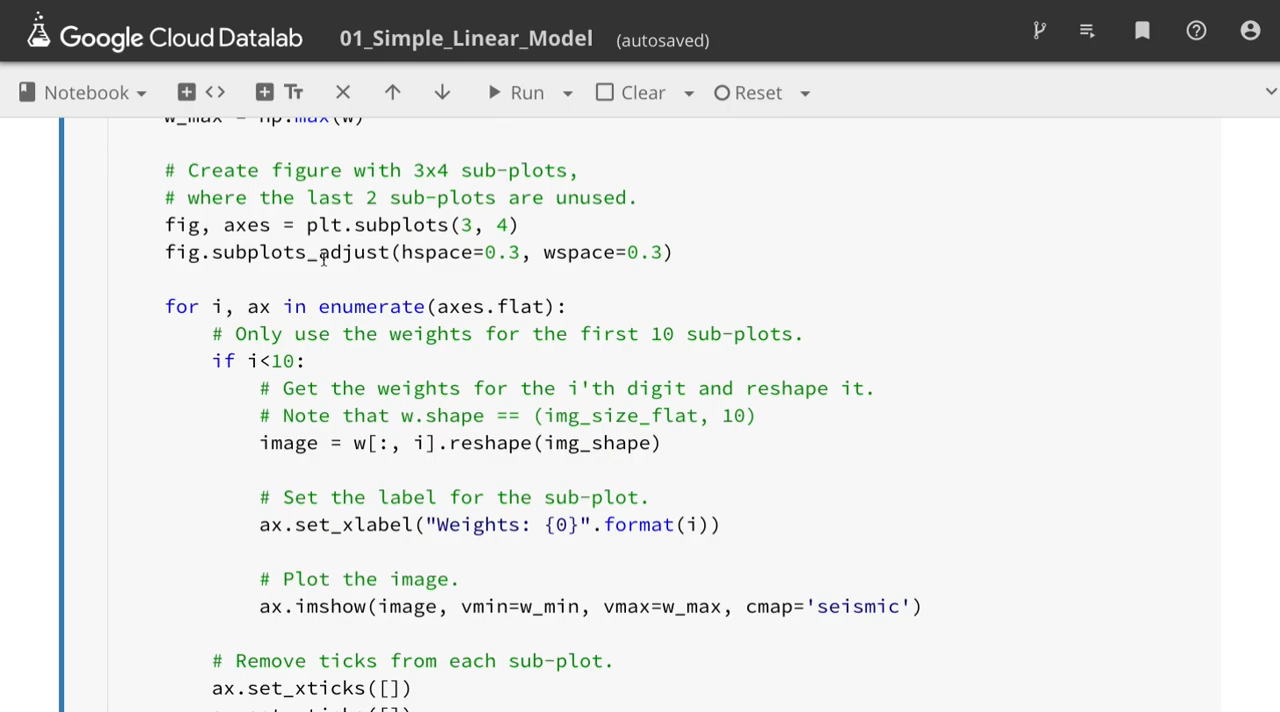 Google Cloud Datalab 01_Simple_Linear_Model (autosaved)
Notebook <> Tт Run Clear Reset
w_max = np.max(w)
# Create figure with 3x4 sub-plots,
# where the last 2 sub-plots are unused.
fig, axes = plt.subplots(3, 4)
fig.subplots_adjust(hspace=0.3, wspace=0.3)
for i, ax in enumerate(axes.flat):
# Only use the weights for the first 10 sub-plots.
if i<10:
# Get the weights for the i'th digit and reshape it.
# Note that w.shape == (img_size_flat, 10)
image = w[:, i].reshape(img_shape)
# Set the label for the sub-plot.
ax.set_xlabel("Weights: {0}".format(i))
# Plot the image.
ax.imshow(image, vmin=w_min, vmax=w_max, cmap='seismic')
# Remove ticks from each sub-plot.
ax.set_xticks([])